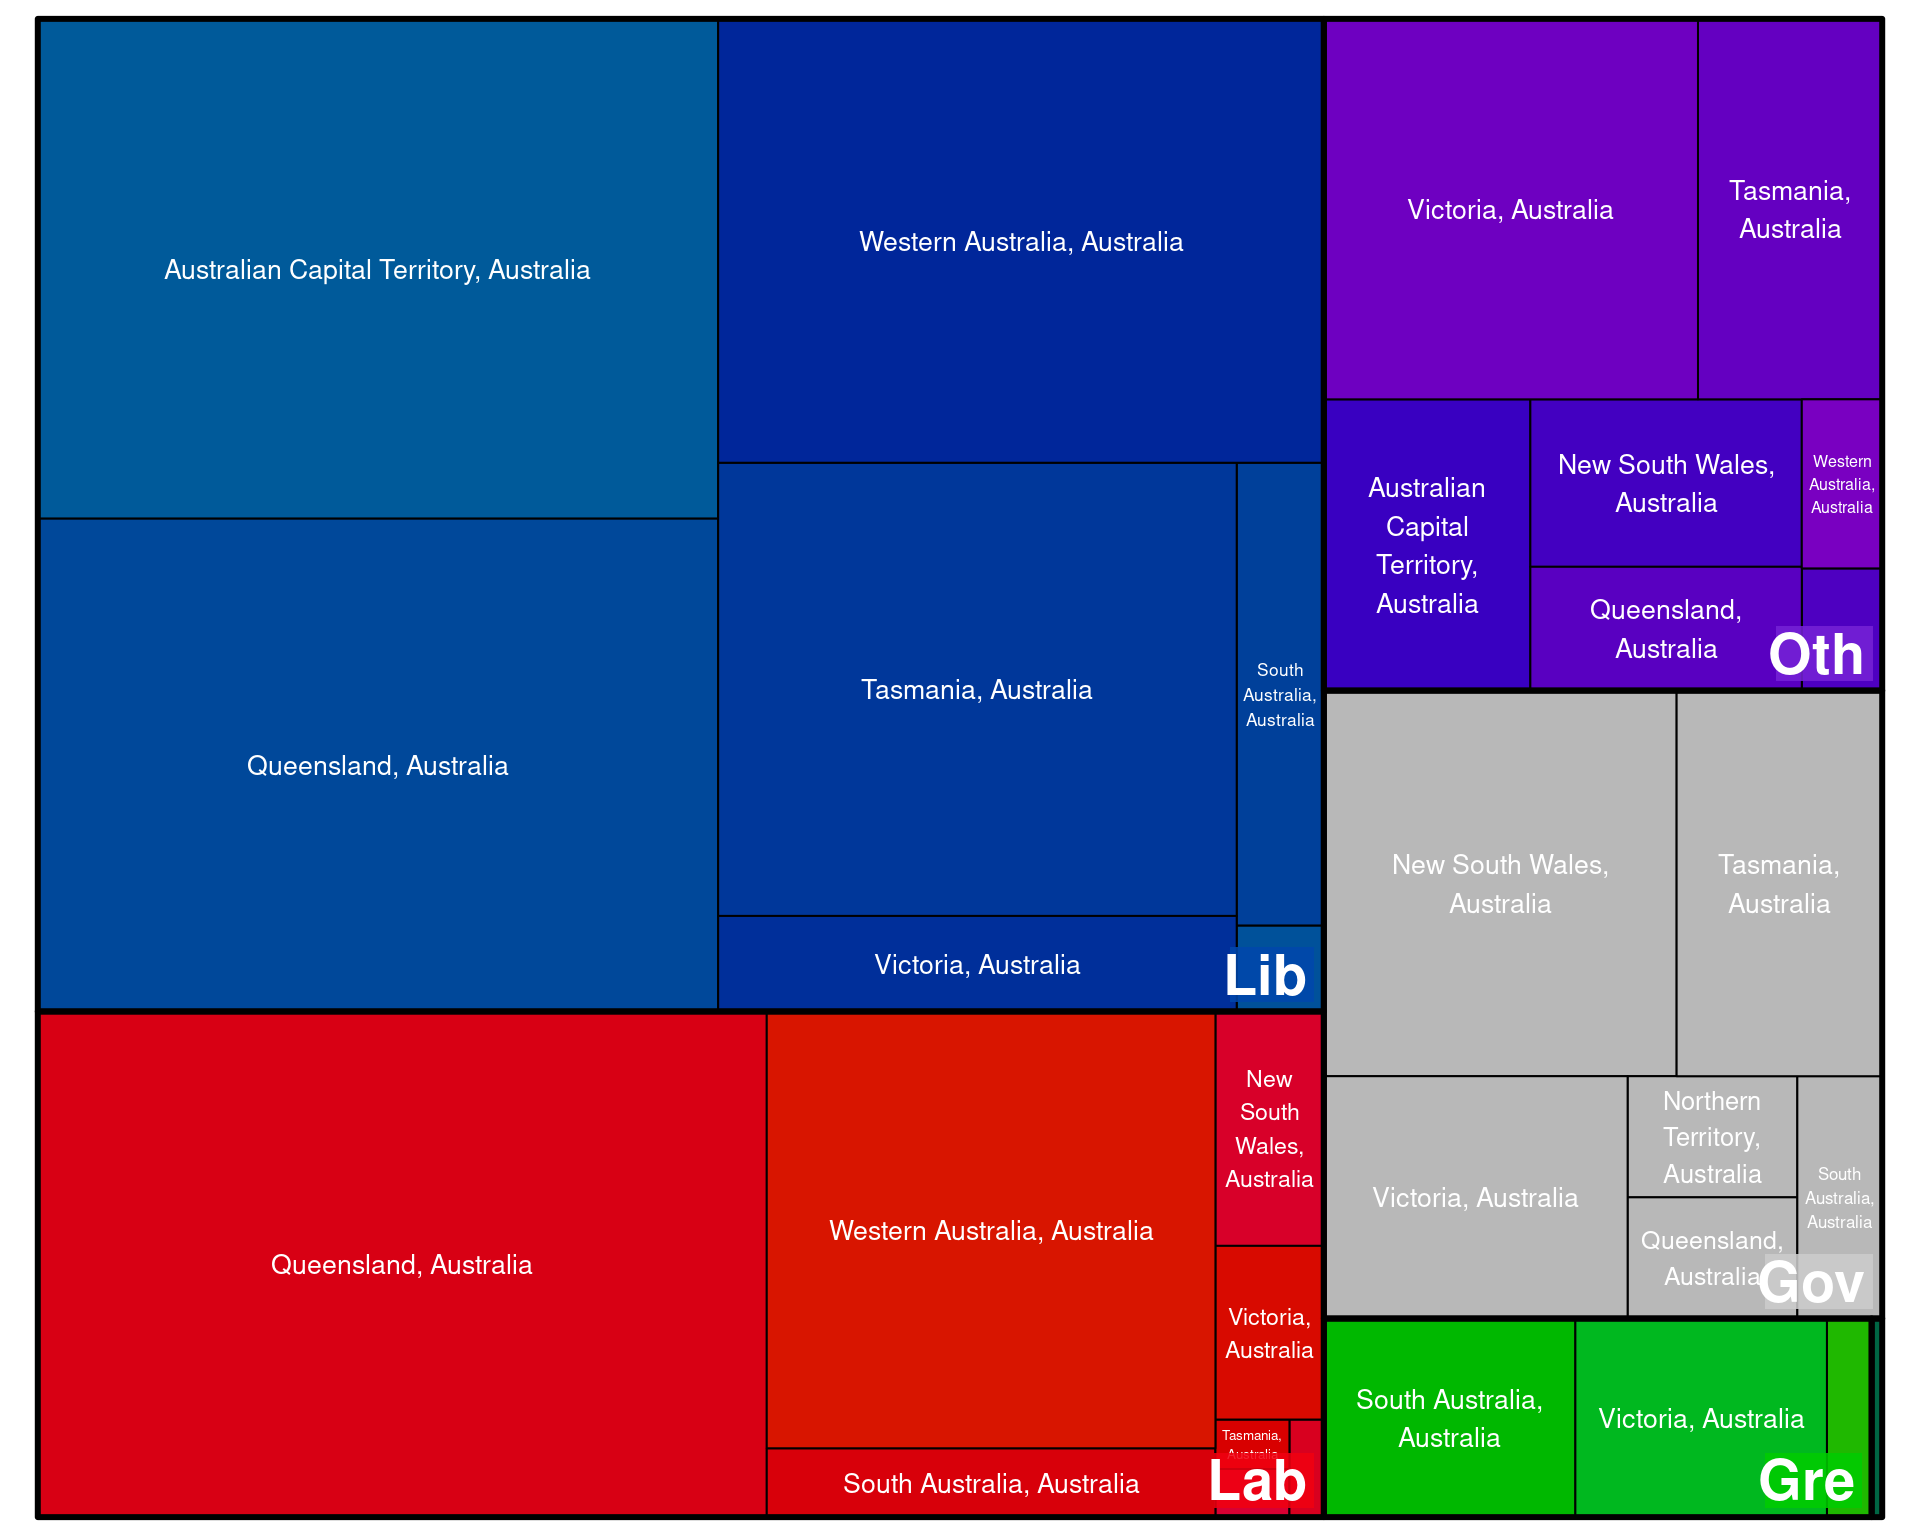 Australian Capital Territory, Australia
Queensland, Australia
Western Australia, Australia
Tasmania, Australia
South
Australia,
Australia
Victoria, Australia
Lib
Queensland, Australia
Western Australia, Australia
South Australia, Australia
New
South
Wales,
Australia
Victoria,
Australia
Tasmania,
Australia
Lab
Victoria, Australia
Tasmania,
Australia
Australian
Capital
Territory,
Australia
New South Wales,
Australia
Queensland,
Australia
Western
Australia,
Australia
Oth
New South Wales,
Australia
Tasmania,
Australia
Victoria, Australia
Northern
Territory,
Australia
Queensland,
Australia
South
Australia,
Australia
Gov
South Australia,
Australia
Victoria, Australia
Gre